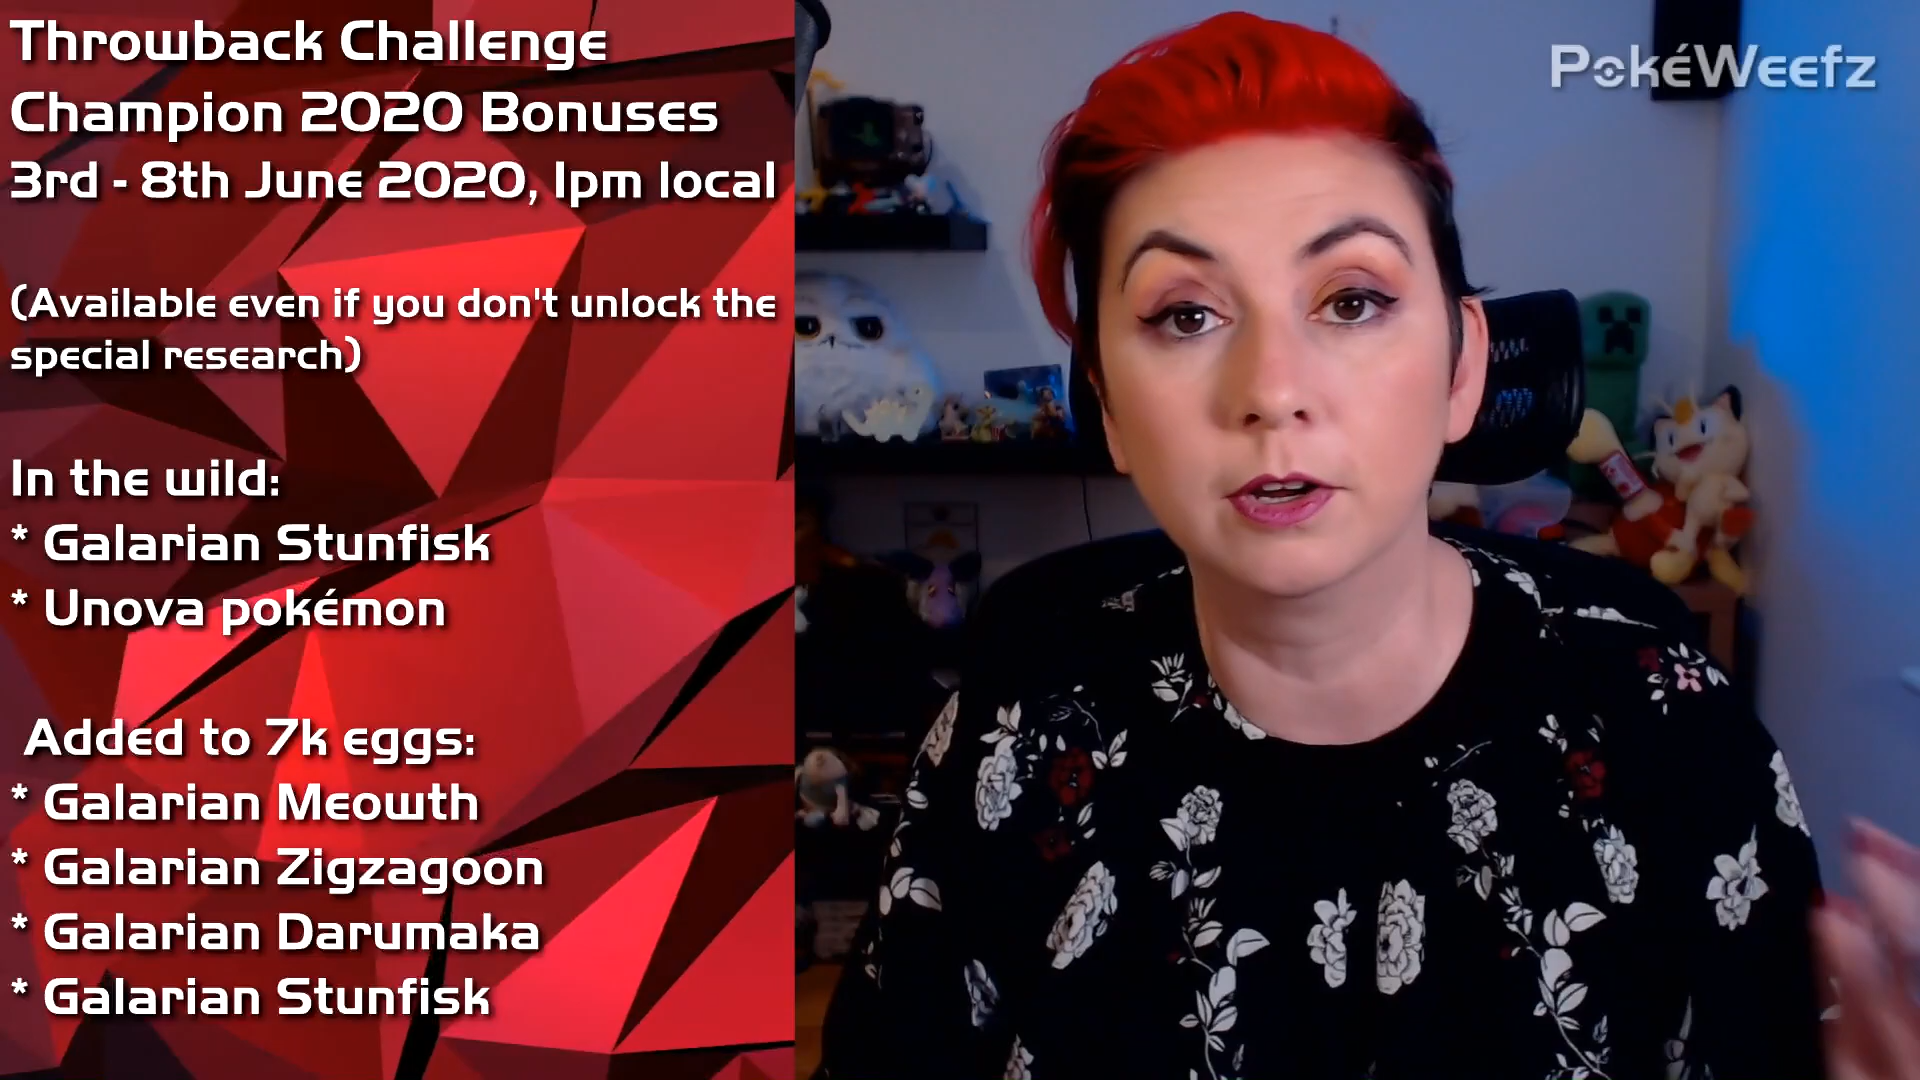 Throwback Challenge
Champion 2020 Bonuses
3rd - 8th June 2020, 1pm local
(Available even if you don't unlock the
special research)
In the wild:
* Galarian Stunfisk
* Unova pokémon
Added to 7k eggs:
* Galarian Meowth
* Galarian Zigzagoon
* Galarian Darumaka
* Galarian Stunfisk
PokéWeefz